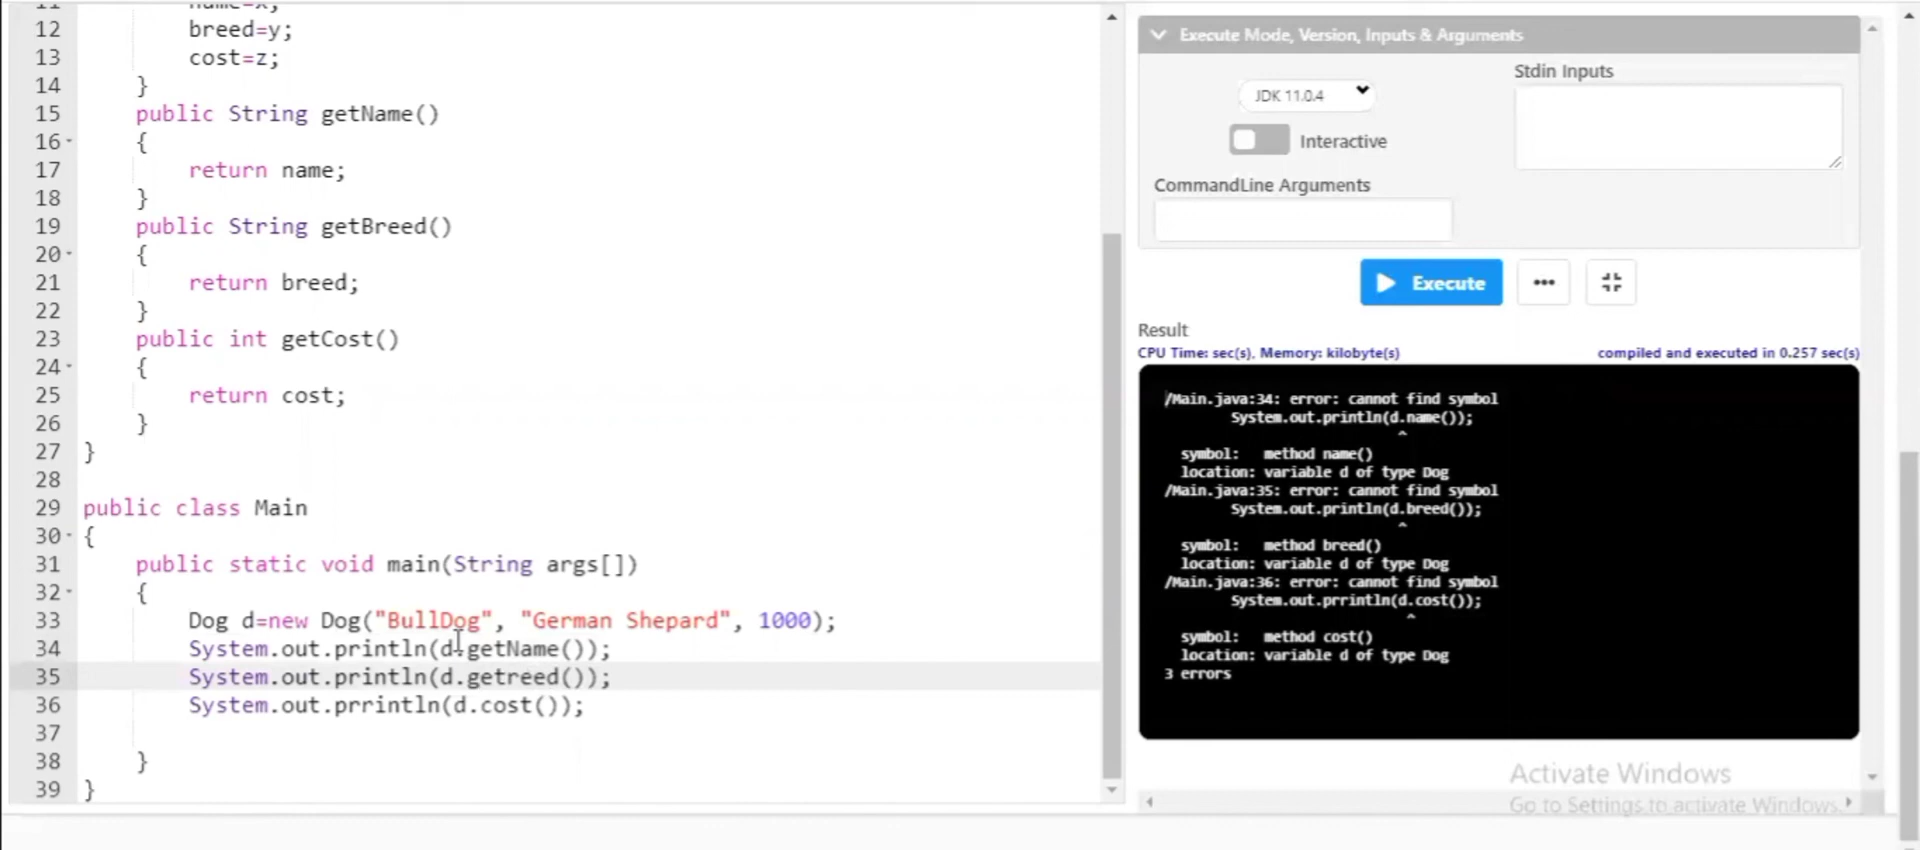 11 name=x;
12 breed=y;
13 cost=z;
14 }
15 public String getName()
16 {
17 return name;
18 }
19 public String getBreed()
20 {
21 return breed;
22 }
23 public int getCost()
24 {
25 return cost;
26 }
27 }
28
29 public class Main
30 {
31 public static void main(String args[])
32 {
33 Dog d=new Dog("BullDog", "German Shepard", 1000);
34 System.out.println(d.getName());
35 System.out.println(d.getreed());
36 System.out.prrintln(d.cost());
37
38 }
39 }
Execute Mode, Version, Inputs & Arguments
JDK 11.0.4
Stdin Inputs
Interactive
CommandLine Arguments
Execute
Result
CPU Time: sec(s), Memory: kilobyte(s)
compiled and executed in 0.257 sec(s)
/Main.java:34: error: cannot find symbol
System.out.println(d.name());
^
symbol: method name()
location: variable d of type Dog
/Main.java:35: error: cannot find symbol
System.out.println(d.breed());
^
symbol: method breed()
location: variable d of type Dog
/Main.java:36: error: cannot find symbol
System.out.prrintln(d.cost());
^
symbol: method cost()
location: variable d of type Dog
3 errors
Activate Windows
Go to Settings to activate Windows.